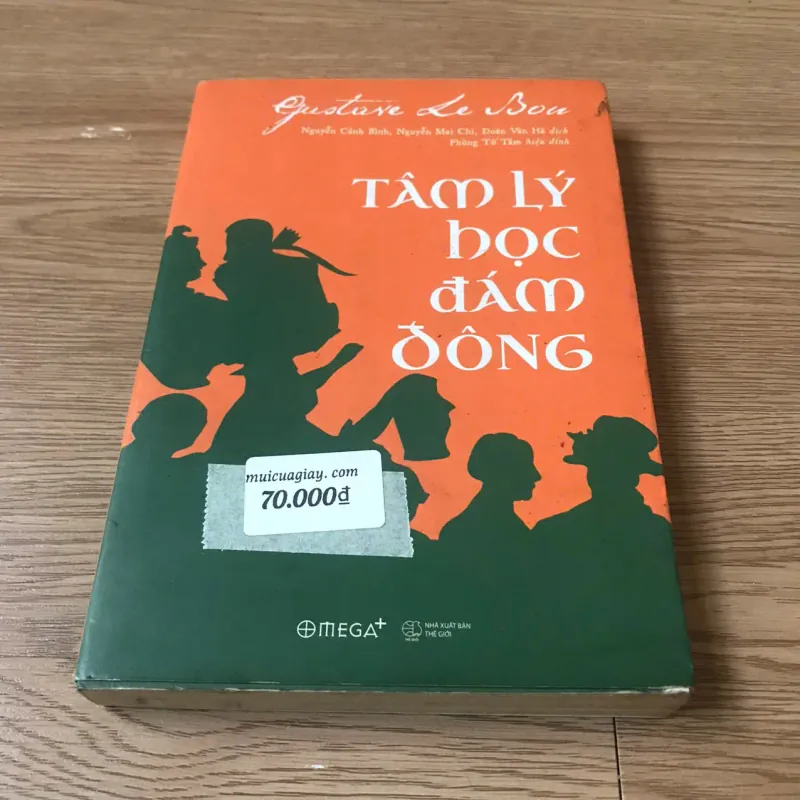 Gustave Le Bon
Nguyễn Cảnh Bình, Nguyễn Mai Chi, Đoàn Văn Hà dịch
Phùng Tố Tâm hiệu đính
TÂM LÝ
HỌC
ĐÁM
ĐÔNG
muicuagiay. com
70.000đ
OMEGA+
NHÀ XUẤT BẢN
THẾ GIỚI